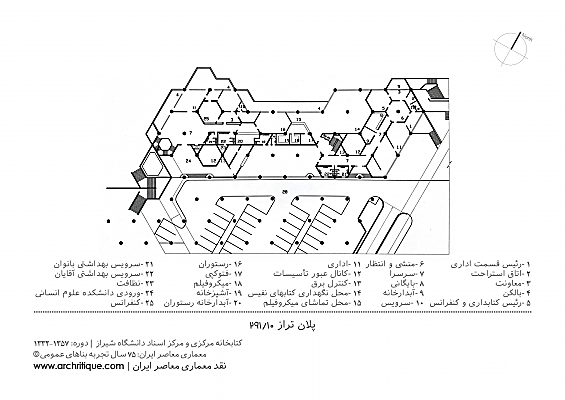 North
۱-رئیس قسمت اداری ۶-منشی و انتظار ۱۱-اداری ۱۶-رستوران ۲۱-سرویس بهداشتی بانوان
۲-اتاق استراحت ۷-سرسرا ۱۲-کانال عبور تأسیسات ۱۷-فتوکپی ۲۲-سرویس بهداشتی آقایان
۳-معاونت ۸-بایگانی ۱۳-کنترل برق ۱۸-میکروفیلم ۲۳-نظافت
۴-بالکن ۹-آبدارخانه ۱۴-محل نگهداری کتابهای نفیس ۱۹-آشپزخانه ۲۴-ورودی دانشکده علوم انسانی
۵-رئیس کتابداری و کنفرانس ۱۰-سرویس ۱۵-محل تماشای میکروفیلم ۲۰-آبدارخانه رستوران ۲۵-کنفرانس
پلان تراز ۲۹۱/۱۰
کتابخانه مرکزی و مرکز اسناد دانشگاه شیراز | دوره: ۱۳۵۷-۱۳۳۲
معماری معاصر ایران: ۷۵ سال تجربه بناهای عمومی©
نقد معماری معاصر ایران | www.archritique.com